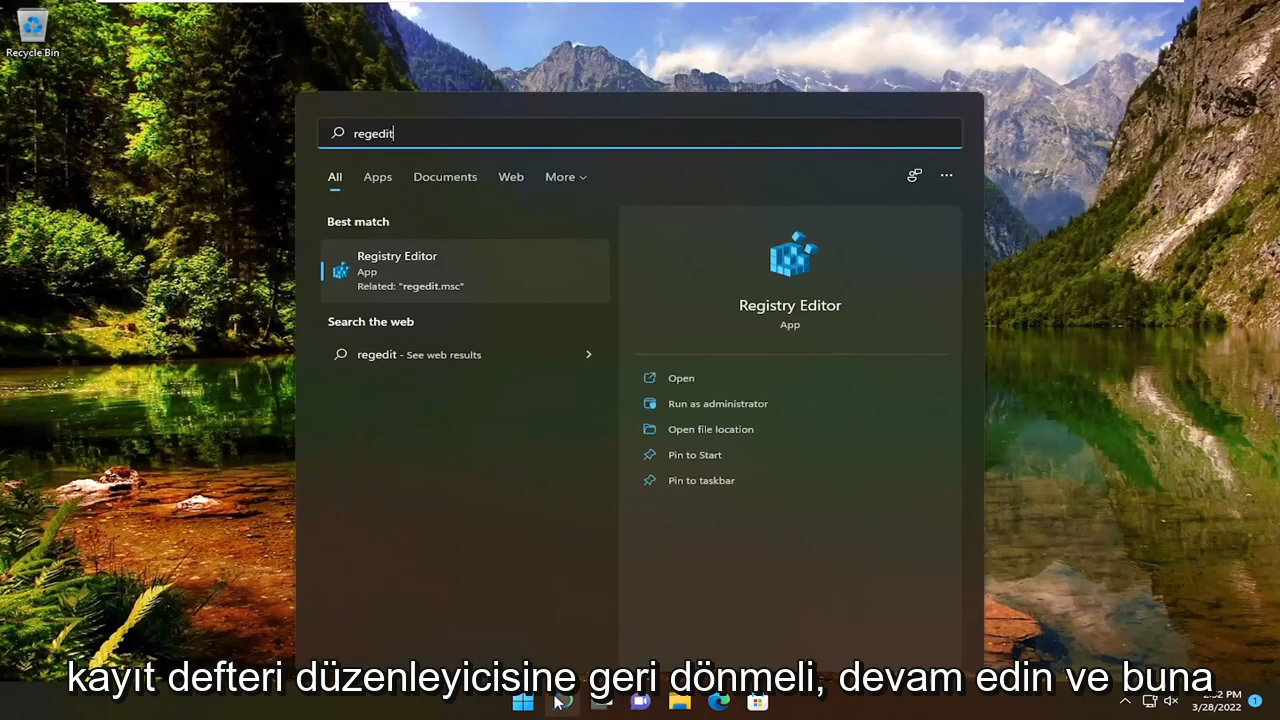 Recycle Bin
regedit
All Apps Documents Web More
Best match
Registry Editor
App
Related: "regedit.msc"
Search the web
regedit - See web results
Registry Editor
App
Open
Run as administrator
Open file location
Pin to Start
Pin to taskbar
kayıt defteri düzenleyicisine geri dönmeli, devam edin ve buna
PM
3/28/2022
1